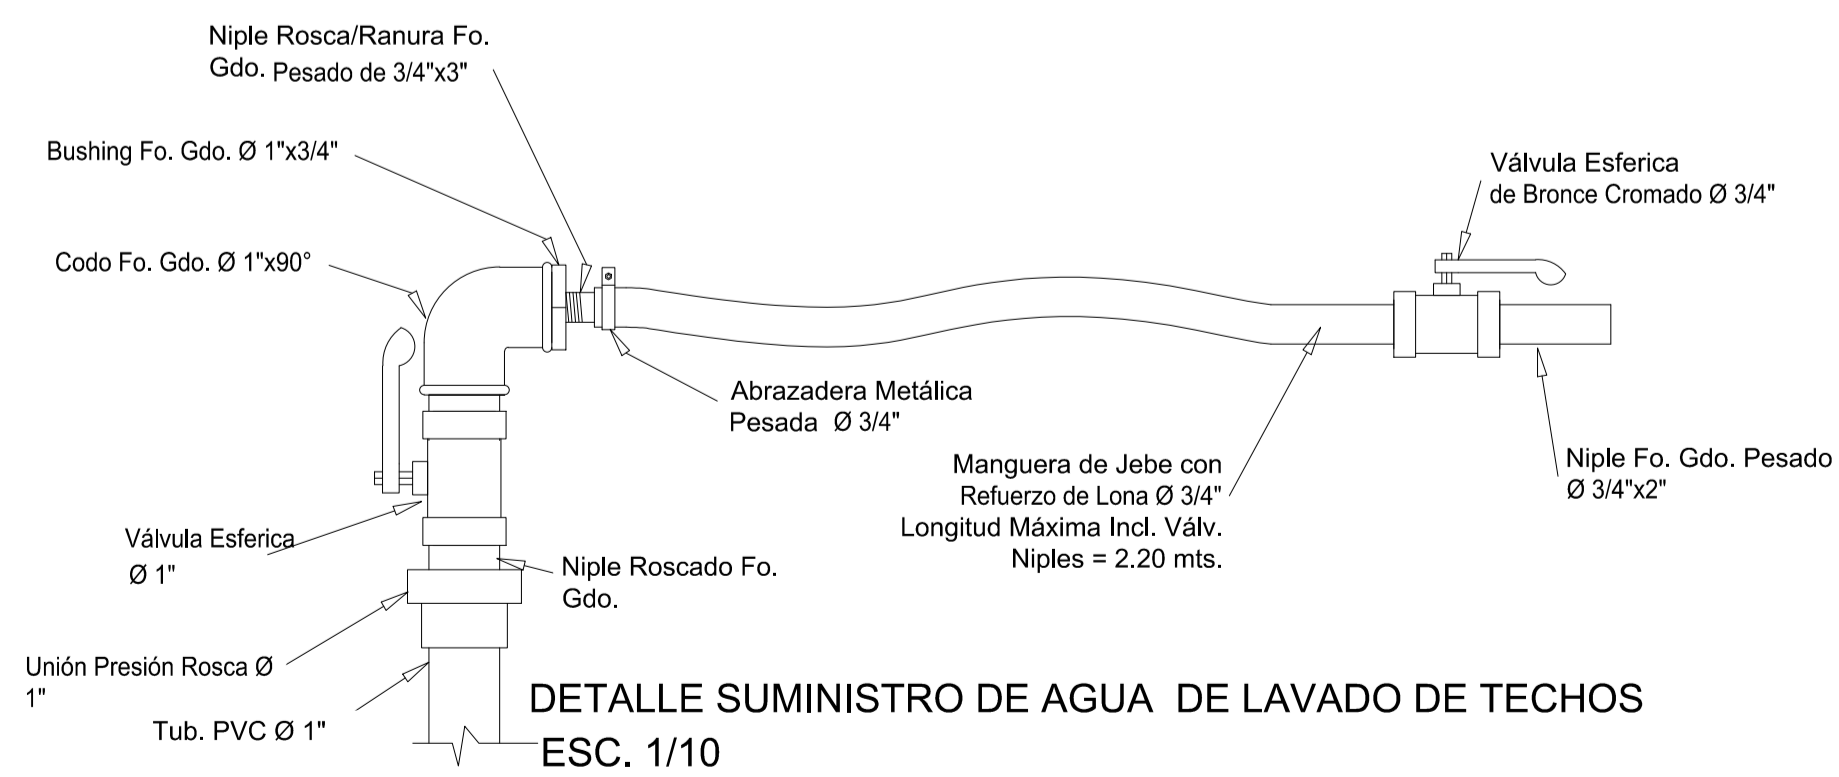 Niple Rosca/Ranura Fo.
Gdo. Pesado de 3/4"x3"
Bushing Fo. Gdo. Ø 1"x3/4"
Codo Fo. Gdo. Ø 1"x90°
Válvula Esferica
de Bronce Cromado Ø 3/4"
Abrazadera Metálica
Pesada Ø 3/4"
Manguera de Jebe con
Refuerzo de Lona Ø 3/4"
Longitud Máxima Incl. Válv.
Niples = 2.20 mts.
Niple Fo. Gdo. Pesado
Ø 3/4"x2"
Válvula Esferica
Ø 1"
Niple Roscado Fo.
Gdo.
Unión Presión Rosca Ø
1"
Tub. PVC Ø 1"
DETALLE SUMINISTRO DE AGUA DE LAVADO DE TECHOS
ESC. 1/10